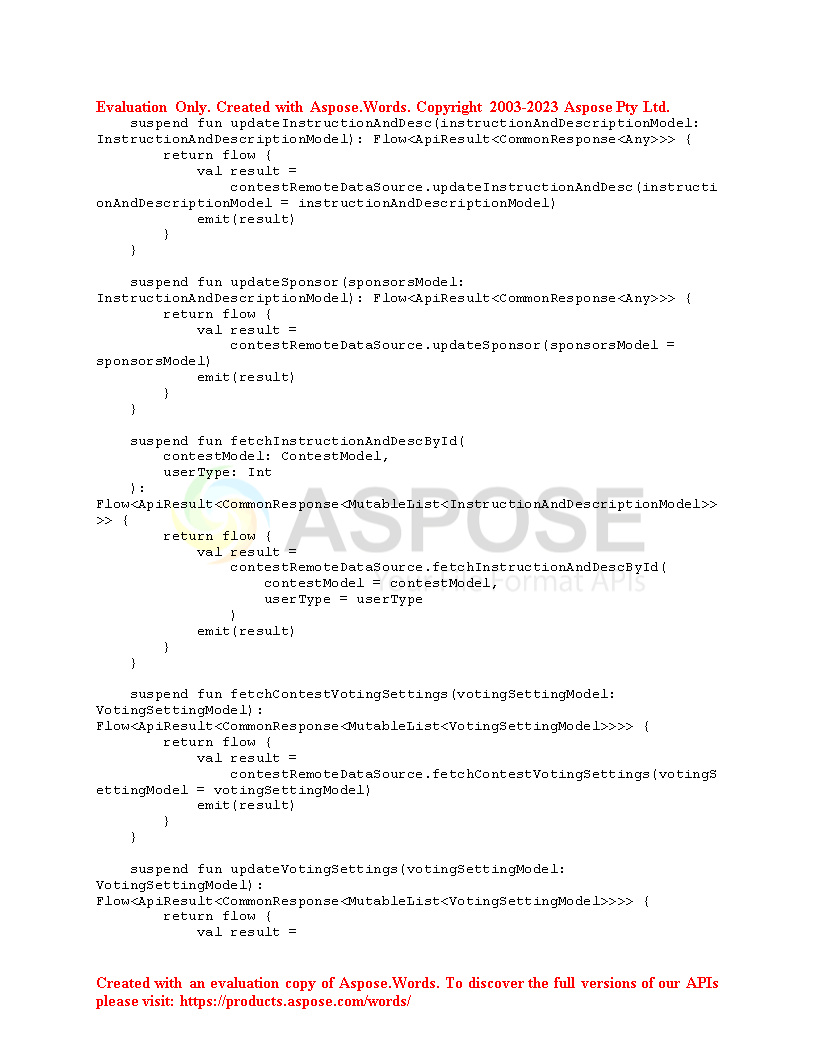 Evaluation Only. Created with Aspose.Words. Copyright 2003-2023 Aspose Pty Ltd.
    suspend fun updateInstructionAndDesc(instructionAndDescriptionModel:
InstructionAndDescriptionModel): Flow<ApiResult<CommonResponse<Any>>> {
        return flow {
            val result =
                contestRemoteDataSource.updateInstructionAndDesc(instructi
onAndDescriptionModel = instructionAndDescriptionModel)
            emit(result)
        }
    }

    suspend fun updateSponsor(sponsorsModel:
InstructionAndDescriptionModel): Flow<ApiResult<CommonResponse<Any>>> {
        return flow {
            val result =
                contestRemoteDataSource.updateSponsor(sponsorsModel =
sponsorsModel)
            emit(result)
        }
    }

    suspend fun fetchInstructionAndDescById(
        contestModel: ContestModel,
        userType: Int
    ):
Flow<ApiResult<CommonResponse<MutableList<InstructionAndDescriptionModel>>
>> {
        return flow {
            val result =
                contestRemoteDataSource.fetchInstructionAndDescById(
                    contestModel = contestModel,
                    userType = userType
                )
            emit(result)
        }
    }

    suspend fun fetchContestVotingSettings(votingSettingModel:
VotingSettingModel):
Flow<ApiResult<CommonResponse<MutableList<VotingSettingModel>>>> {
        return flow {
            val result =
                contestRemoteDataSource.fetchContestVotingSettings(votingS
ettingModel = votingSettingModel)
            emit(result)
        }
    }

    suspend fun updateVotingSettings(votingSettingModel:
VotingSettingModel):
Flow<ApiResult<CommonResponse<MutableList<VotingSettingModel>>>> {
        return flow {
            val result =
ASPOSE
Format APIs
Created with an evaluation copy of Aspose.Words. To discover the full versions of our APIs
please visit: https://products.aspose.com/words/